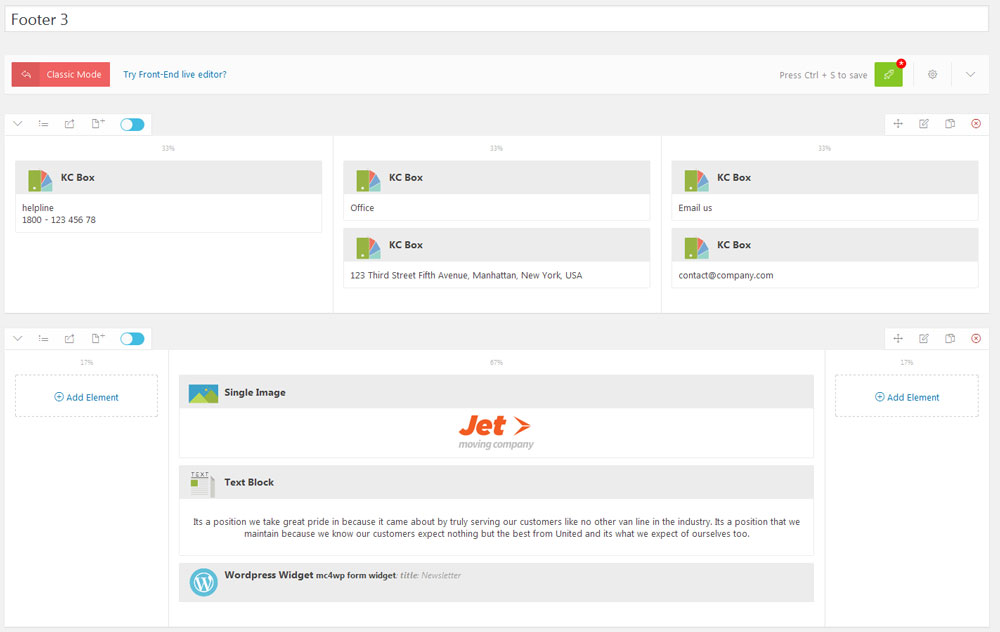 Footer 3
Classic Mode
Try Front-End live editor?
Press Ctrl + S to save
33%
33%
33%
KC Box
KC Box
KC Box
helpline
1800 - 123 456 78
Office
Email us
KC Box
KC Box
123 Third Street Fifth Avenue, Manhattan, New York, USA
contact@company.com
17%
67%
17%
Add Element
Single Image
Add Element
Jet
moving company
TEXT
Text Block
Its a position we take great pride in because it came about by truly serving our customers like no other van line in the industry. Its a position that we
maintain because we know our customers expect nothing but the best from United and its what we expect of ourselves too.
Wordpress Widget mc4wp form widget: title: Newsletter